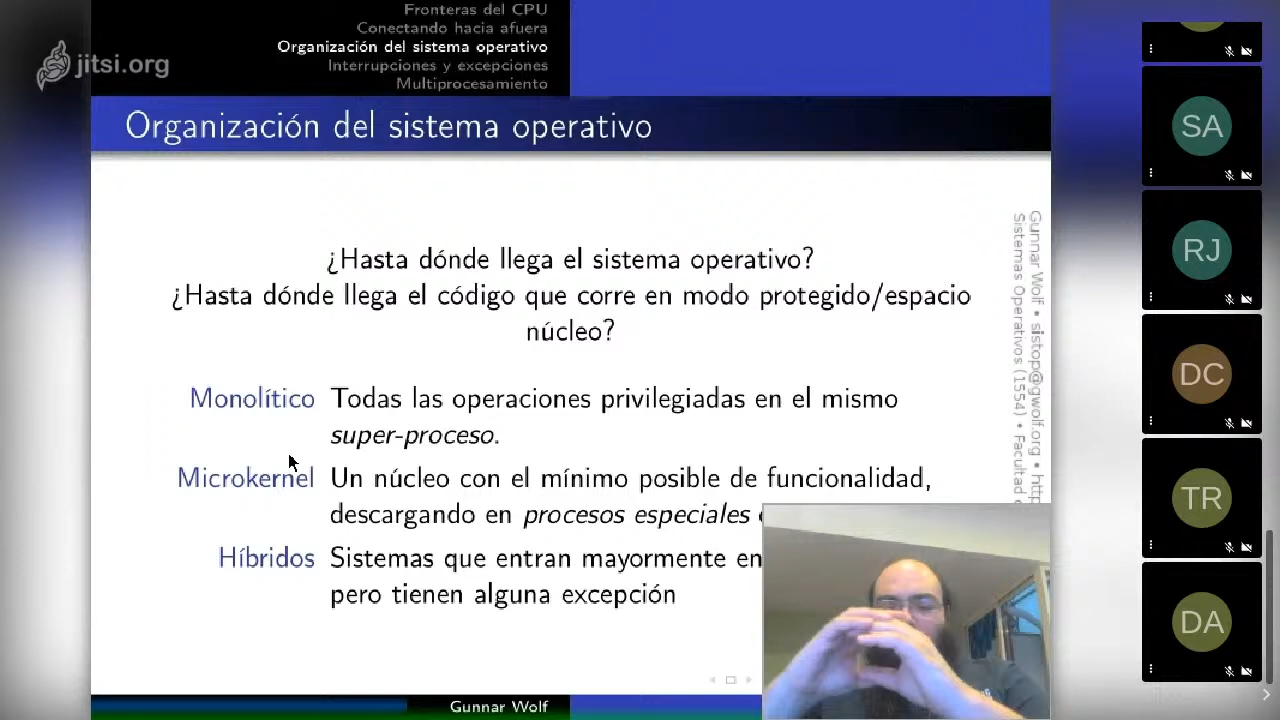 Fronteras del CPU
Conectando hacia afuera
Organización del sistema operativo
Interrupciones y excepciones
Multiprocesamiento
jitsi.org
Organización del sistema operativo
¿Hasta dónde llega el sistema operativo?
¿Hasta dónde llega el código que corre en modo protegido/espacio
núcleo?
Monolítico Todas las operaciones privilegiadas en el mismo
super-proceso.
Microkernel Un núcleo con el mínimo posible de funcionalidad,
descargando en procesos especiales
Híbridos Sistemas que entran mayormente en
pero tienen alguna excepción
Gunnar Wolf • sistop@gwolf.org •
Sistemas Operativos (1554) • Facultad
Gunnar Wolf
SA
RJ
DC
TR
DA